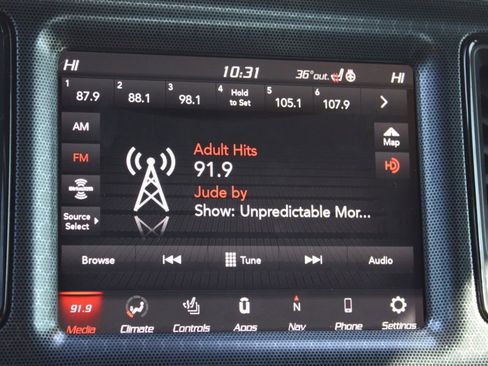 HI 10:31 36°out. HI
1 87.9 2 88.1 3 98.1 4 Hold to Set 5 105.1 6 107.9
AM
Map
FM
HD
Adult Hits
91.9
Jude by
Show: Unpredictable Mor...
SiriusXM
Source Select
Browse Tune Audio
91.9
Media Climate Controls Apps Nav Phone Settings
N